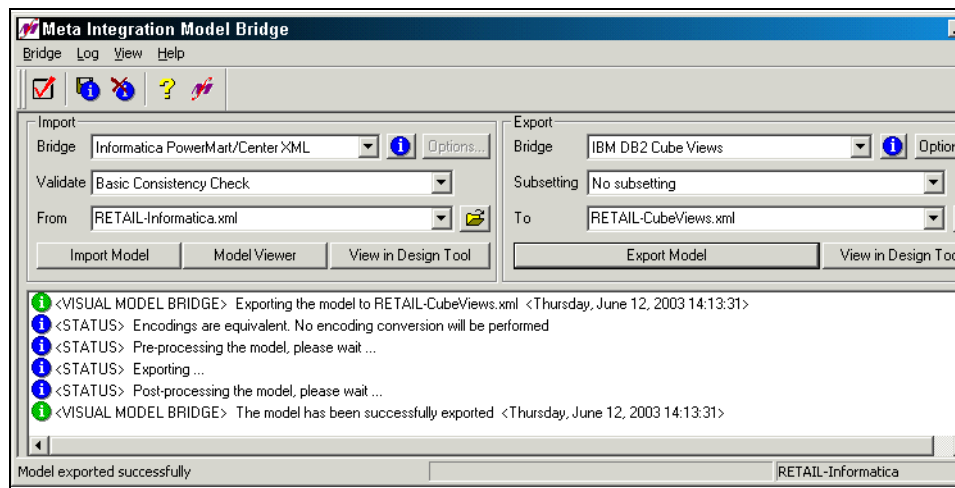 Meta Integration Model Bridge
Bridge Log View Help
Import
Bridge Informatica PowerMart/Center XML Options...
Validate Basic Consistency Check
From RETAIL-Informatica.xml
Import Model Model Viewer View in Design Tool
Export
Bridge IBM DB2 Cube Views Option
Subsetting No subsetting
To RETAIL-CubeViews.xml
Export Model View in Design Too
<VISUAL MODEL BRIDGE> Exporting the model to RETAIL-CubeViews.xml <Thursday, June 12, 2003 14:13:31>
<STATUS> Encodings are equivalent. No encoding conversion will be performed
<STATUS> Pre-processing the model, please wait ...
<STATUS> Exporting ...
<STATUS> Post-processing the model, please wait ...
<VISUAL MODEL BRIDGE> The model has been successfully exported <Thursday, June 12, 2003 14:13:31>
Model exported successfully
RETAIL-Informatica